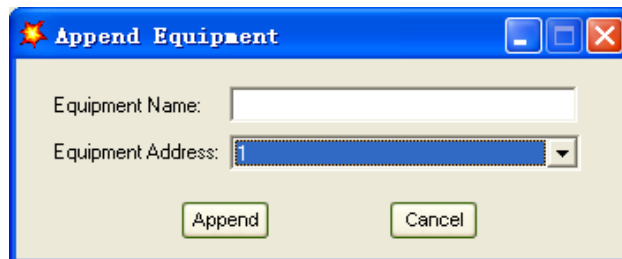 Append Equipment
Equipment Name:
Equipment Address: 1
Append Cancel